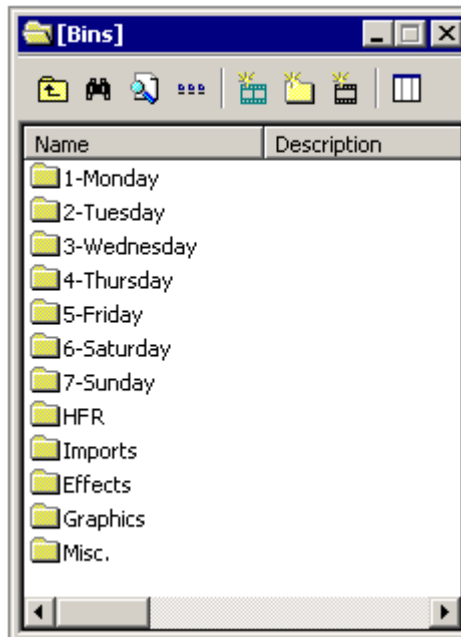 [Bins]
Name Description
1-Monday
2-Tuesday
3-Wednesday
4-Thursday
5-Friday
6-Saturday
7-Sunday
HFR
Imports
Effects
Graphics
Misc.